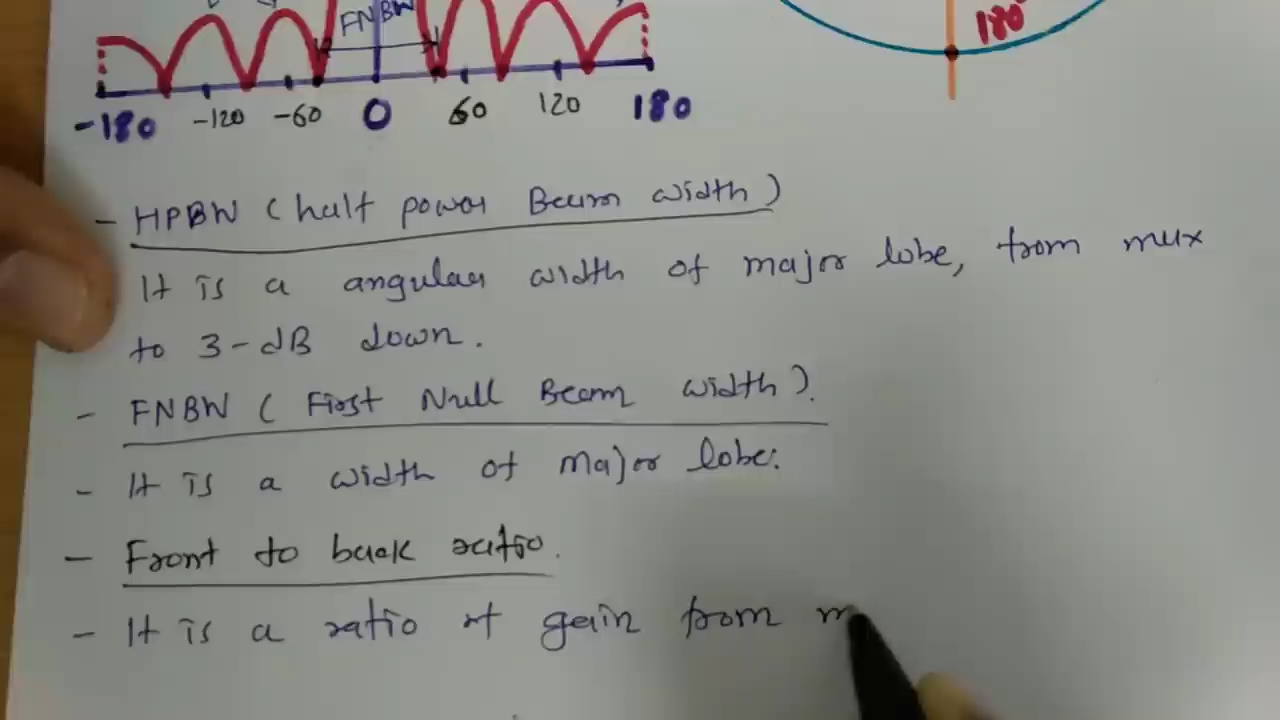 FNBW
180°
-180 -120 -60 0 60 120 180
- HPBW (half power Beam width)
It is a angular width of major lobe, from max
to 3-dB down.
- FNBW ( First Null Beam width).
- It is a width of major lobe.
- Front to back ratio.
- It is a ratio of gain from m